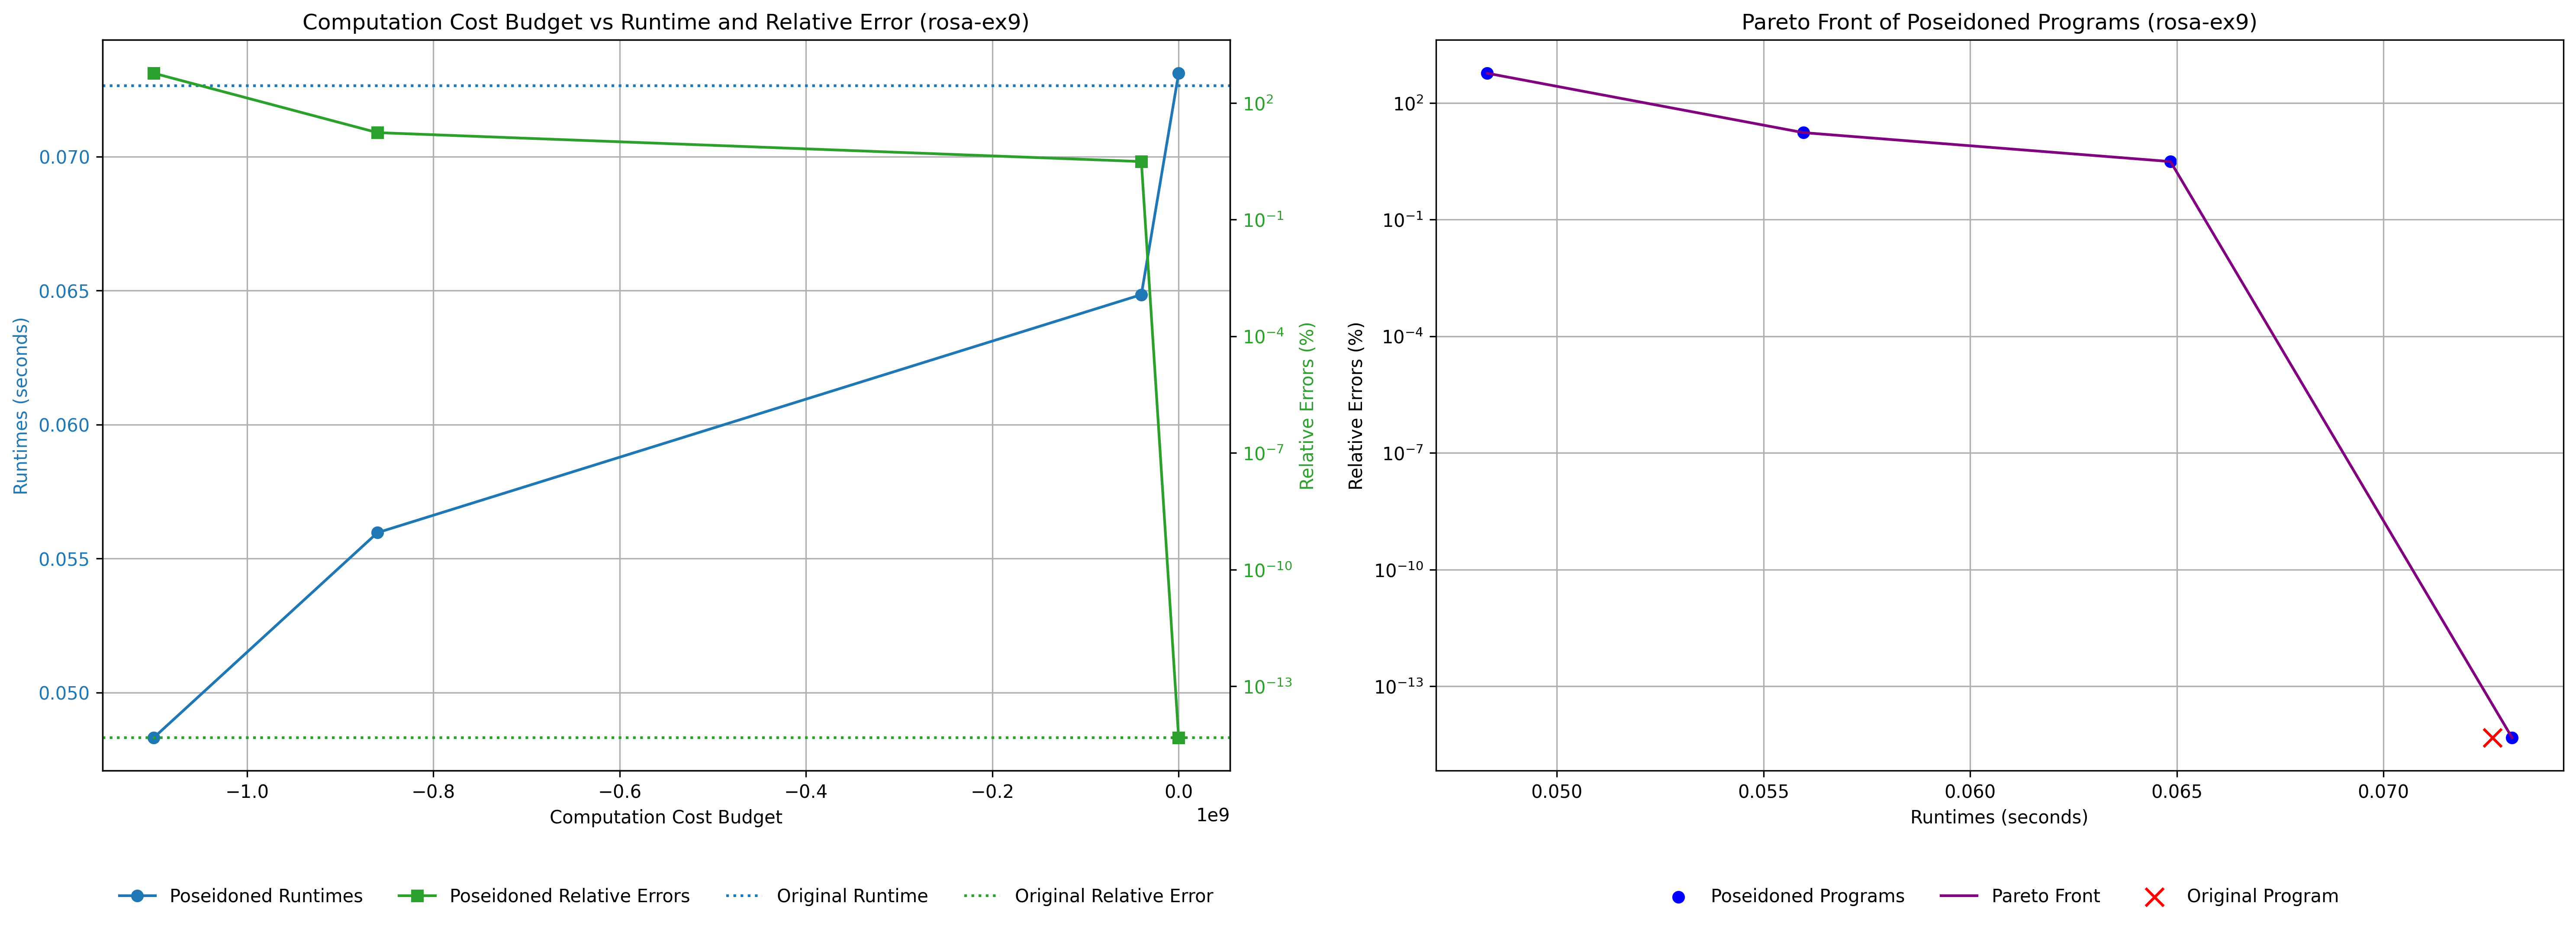 Computation Cost Budget vs Runtime and Relative Error (rosa-ex9)
Runtimes (seconds)
0.070
0.065
0.060
0.055
0.050
10²
10⁻¹
10⁻⁴
10⁻⁷
10⁻¹⁰
10⁻¹³
Relative Errors (%)
−1.0 −0.8 −0.6 −0.4 −0.2 0.0
1e9
Computation Cost Budget
Poseidoned Runtimes Poseidoned Relative Errors Original Runtime Original Relative Error
Pareto Front of Poseidoned Programs (rosa-ex9)
Relative Errors (%)
10²
10⁻¹
10⁻⁴
10⁻⁷
10⁻¹⁰
10⁻¹³
0.050 0.055 0.060 0.065 0.070
Runtimes (seconds)
Poseidoned Programs Pareto Front Original Program